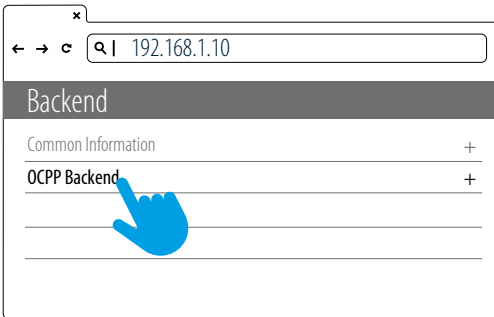 192.168.1.10
Backend
Common Information +
OCPP Backend +